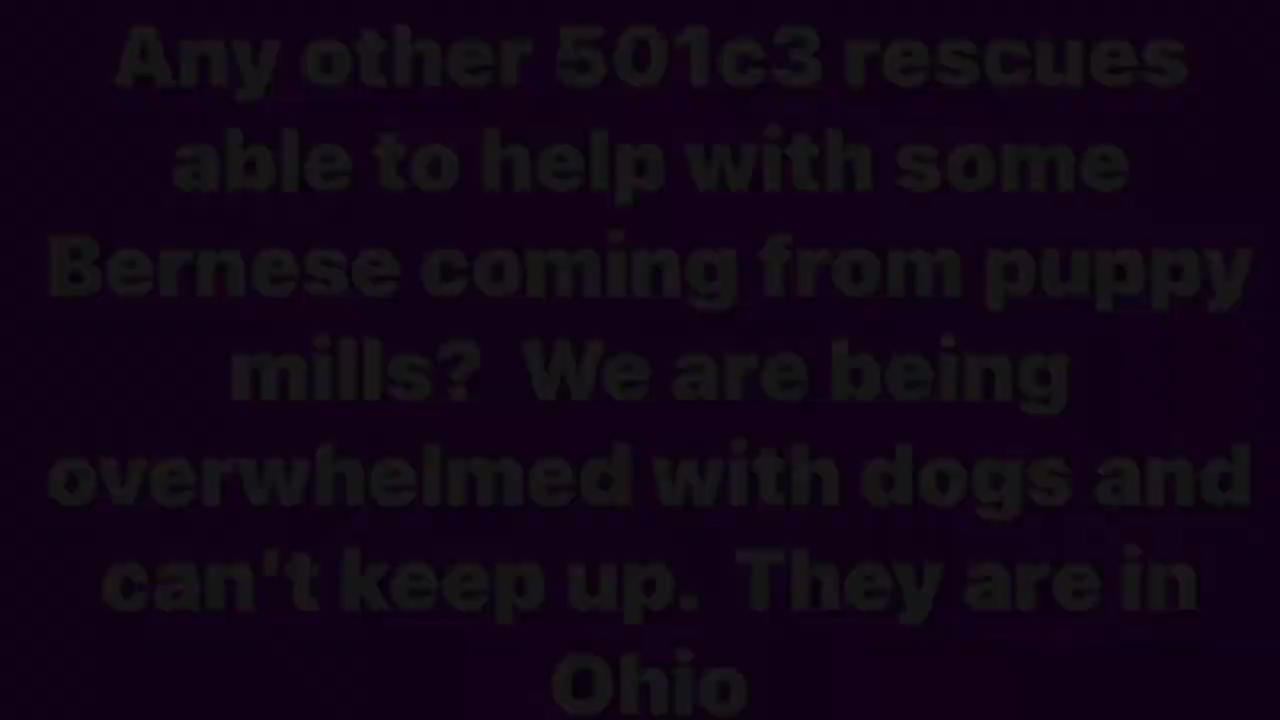 Any other 501c3 rescues
able to help with some
Bernese coming from puppy
mills?  We are being
overwhelmed with dogs and
can't keep up.  They are in
Ohio